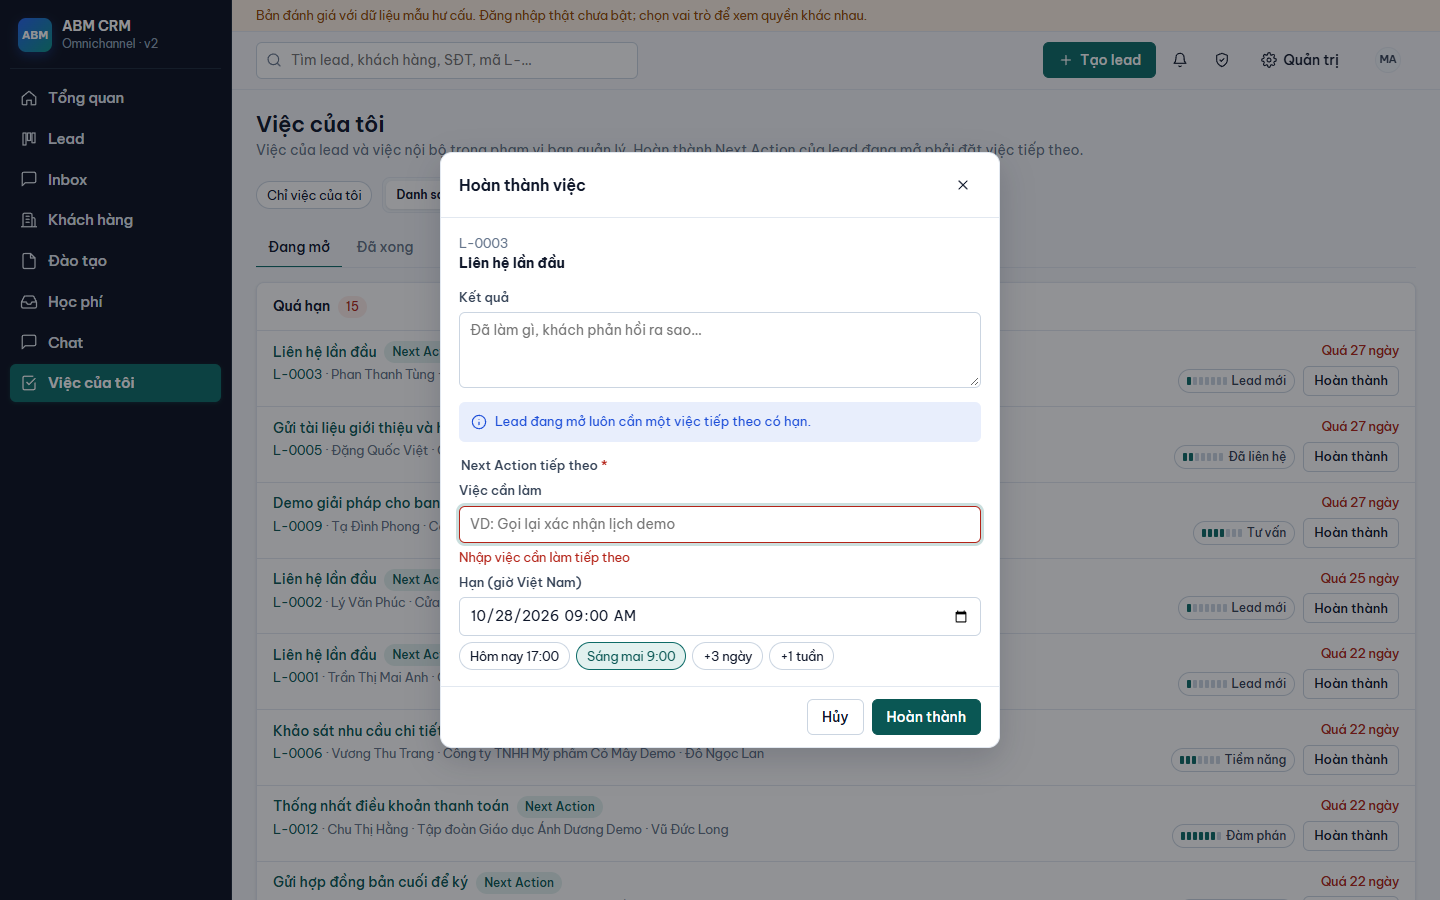 ABM
ABM CRM
Omnichannel · v2
Tổng quan
Lead
Inbox
Khách hàng
Đào tạo
Học phí
Chat
Việc của tôi
Bản đánh giá với dữ liệu mẫu hư cấu. Đăng nhập thật chưa bật; chọn vai trò để xem quyền khác nhau.
Tìm lead, khách hàng, SĐT, mã L-...
Tạo lead
Quản trị
MA
Việc của tôi
Việc của lead và việc nội bộ trong phạm vi bạn quản lý. Hoàn thành Next Action của lead đang mở phải đặt việc tiếp theo.
Chỉ việc của tôi
Danh
Đang mở
Đã xong
Quá hạn 15
Liên hệ lần đầu Next
L-0003 · Phan Thanh Tùng ·
Quá 27 ngày
Lead mới
Hoàn thành
Gửi tài liệu giới thiệu và
L-0005 · Đặng Quốc Việt ·
Quá 27 ngày
Đã liên hệ
Hoàn thành
Demo giải pháp cho ban
L-0009 · Tạ Đình Phong ·
Quá 27 ngày
Tư vấn
Hoàn thành
Liên hệ lần đầu Next
L-0002 · Lý Văn Phúc · Cửa
Quá 25 ngày
Lead mới
Hoàn thành
Liên hệ lần đầu Next
L-0001 · Trần Thị Mai Anh ·
Quá 22 ngày
Lead mới
Hoàn thành
Khảo sát nhu cầu chi tiết
L-0006 · Vương Thu Trang · Công ty TNHH Mỹ phẩm Cỏ Mây Demo · Đỗ Ngọc Lan
Quá 22 ngày
Tiềm năng
Hoàn thành
Thống nhất điều khoản thanh toán Next Action
L-0012 · Chu Thị Hằng · Tập đoàn Giáo dục Ánh Dương Demo · Vũ Đức Long
Quá 22 ngày
Đàm phán
Hoàn thành
Gửi hợp đồng bản cuối để ký Next Action
Quá 22 ngày
Hoàn thành việc
L-0003
Liên hệ lần đầu
Kết quả
Đã làm gì, khách phản hồi ra sao...
Lead đang mở luôn cần một việc tiếp theo có hạn.
Next Action tiếp theo *
Việc cần làm
VD: Gọi lại xác nhận lịch demo
Nhập việc cần làm tiếp theo
Hạn (giờ Việt Nam)
10/28/2026 09:00 AM
Hôm nay 17:00
Sáng mai 9:00
+3 ngày
+1 tuần
Hủy
Hoàn thành